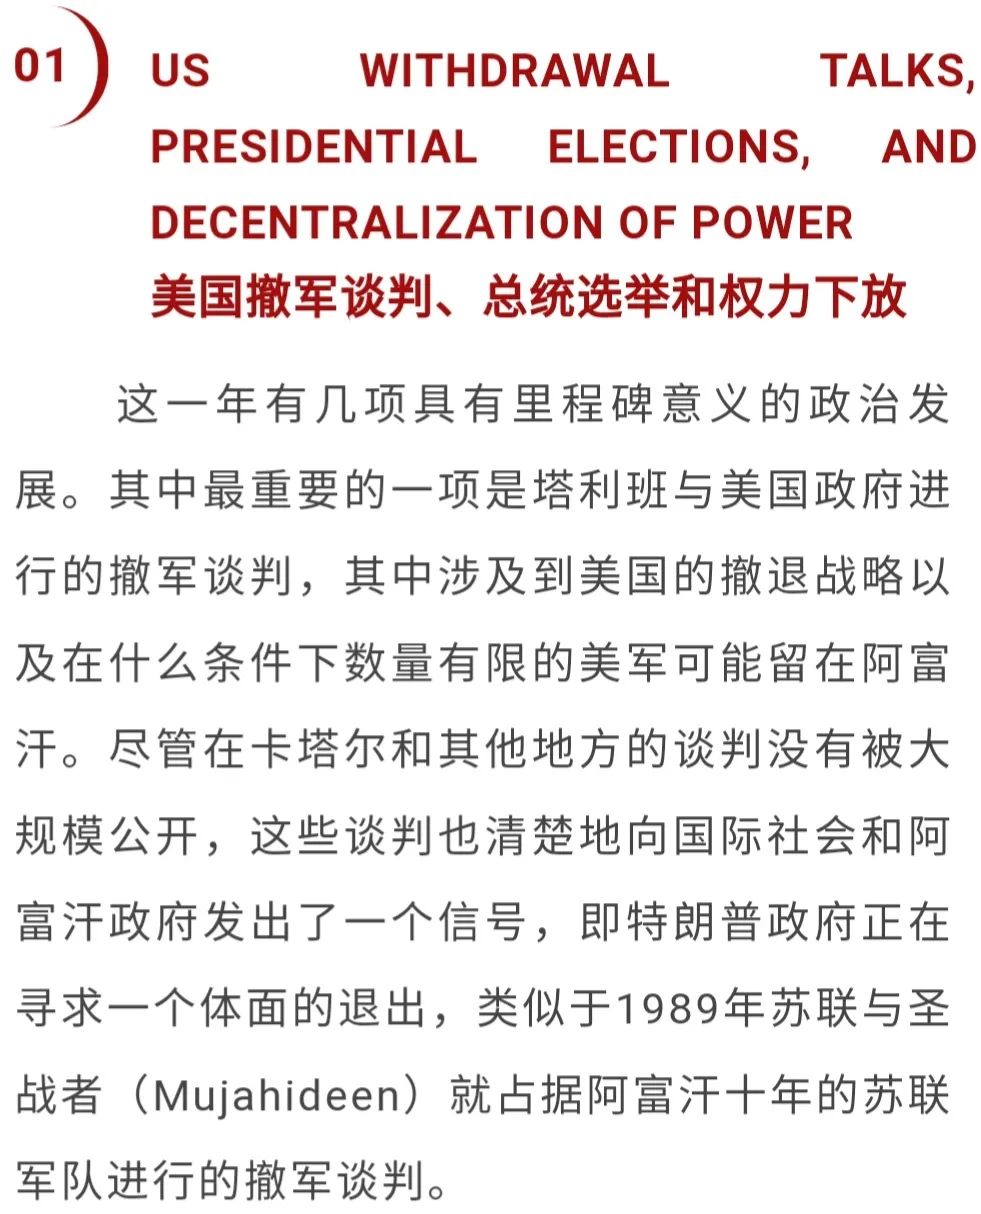 01
US WITHDRAWAL TALKS,
PRESIDENTIAL ELECTIONS, AND
DECENTRALIZATION OF POWER
美国撤军谈判、总统选举和权力下放
这一年有几项具有里程碑意义的政治发
展。其中最重要的一项是塔利班与美国政府进
行的撤军谈判，其中涉及到美国的撤退战略以
及在什么条件下数量有限的美军可能留在阿富
汗。尽管在卡塔尔和其他地方的谈判没有被大
规模公开，这些谈判也清楚地向国际社会和阿
富汗政府发出了一个信号，即特朗普政府正在
寻求一个体面的退出，类似于1989年苏联与圣
战者（Mujahideen）就占据阿富汗十年的苏联
军队进行的撤军谈判。